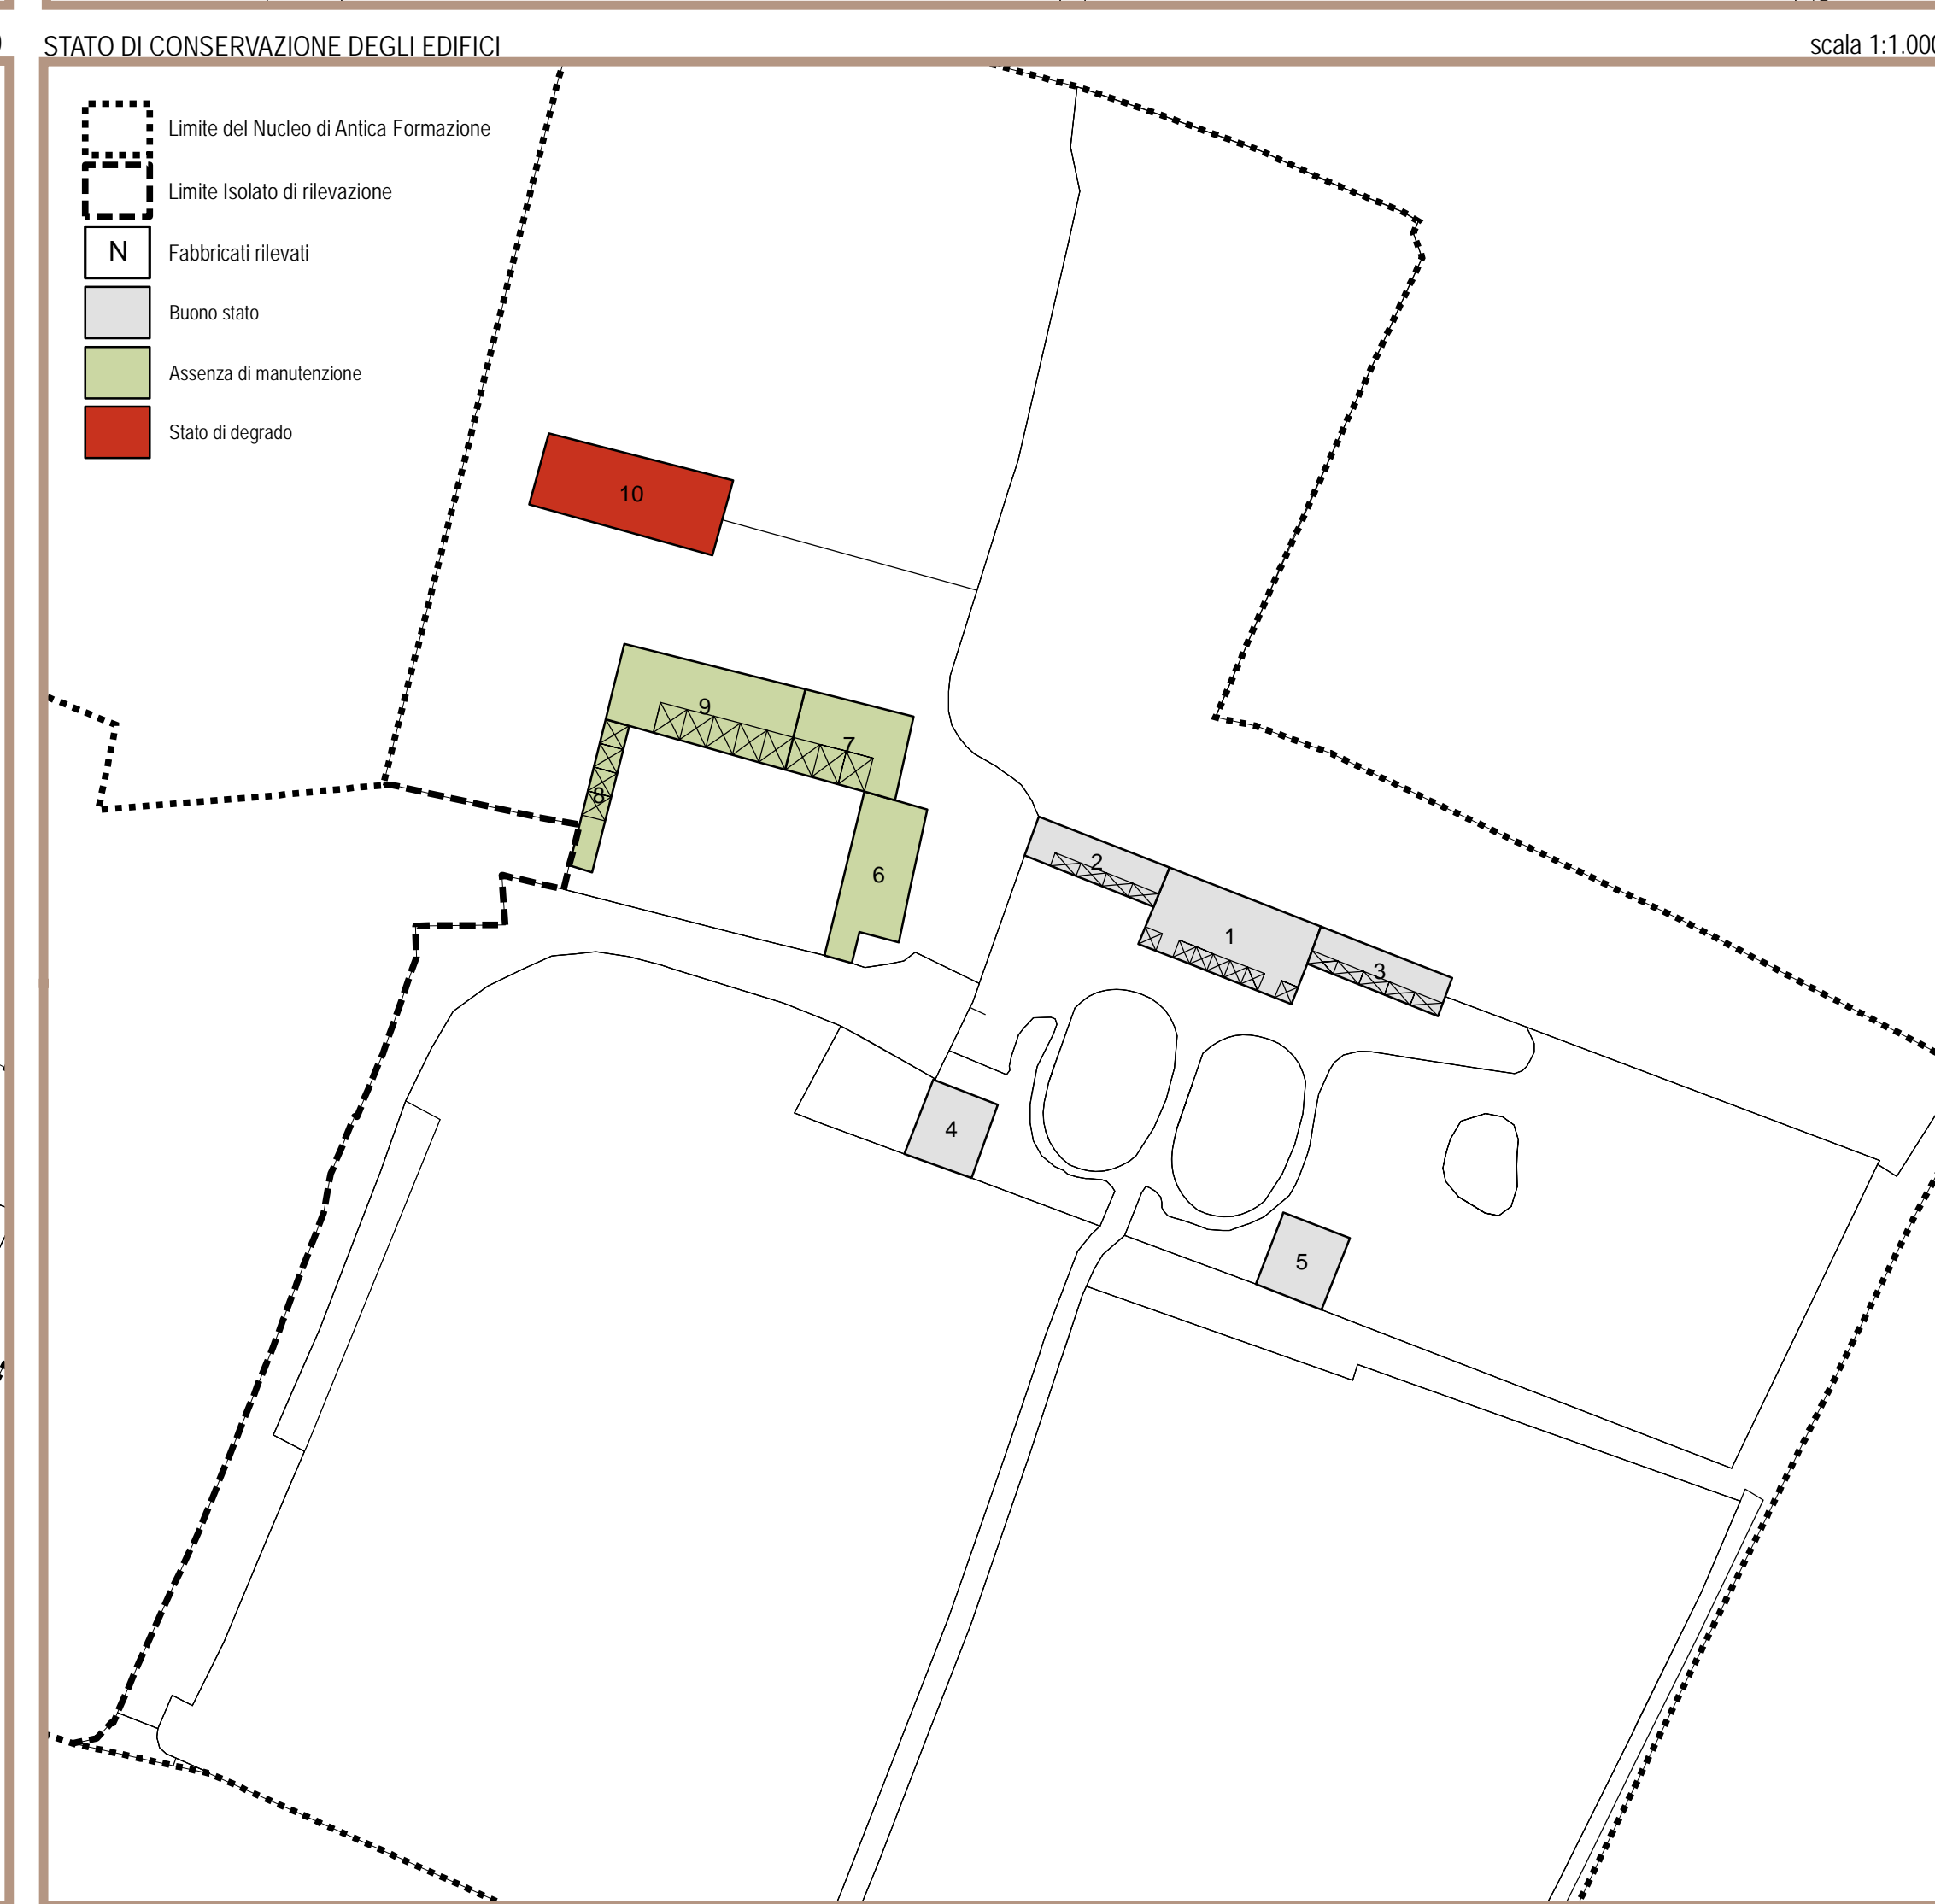 STATO DI CONSERVAZIONE DEGLI EDIFICI
scala 1:1.000
Limite del Nucleo di Antica Formazione
Limite Isolato di rilevazione
N Fabbricati rilevati
Buono stato
Assenza di manutenzione
Stato di degrado
10
9
7
8
6
2
1
3
4
5